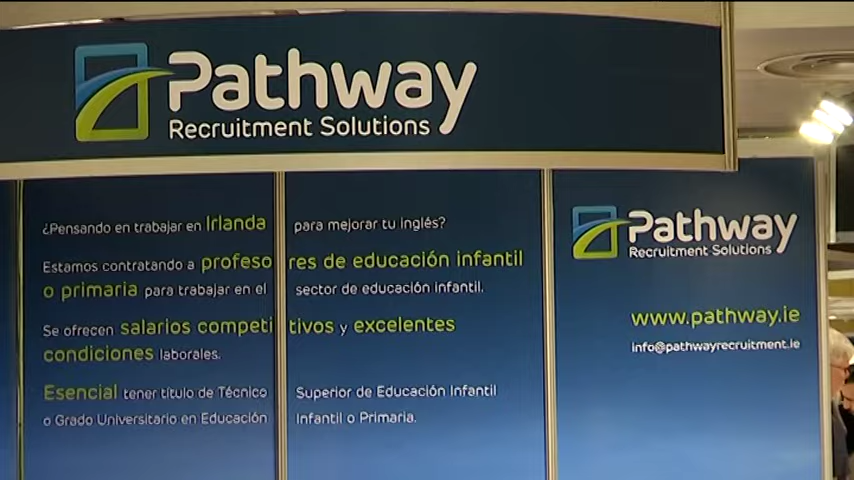 Pathway
Recruitment Solutions
¿Pensando en trabajar en Irlanda para mejorar tu inglés?
Estamos contratando a profesores de educación infantil
o primaria para trabajar en el sector de educación infantil.
Se ofrecen salarios competitivos y excelentes
condiciones laborales.
Esencial tener título de Técnico Superior de Educación Infantil
o Grado Universitario en Educación Infantil o Primaria.
Pathway
Recruitment Solutions
www.pathway.ie
info@pathwayrecruitment.ie